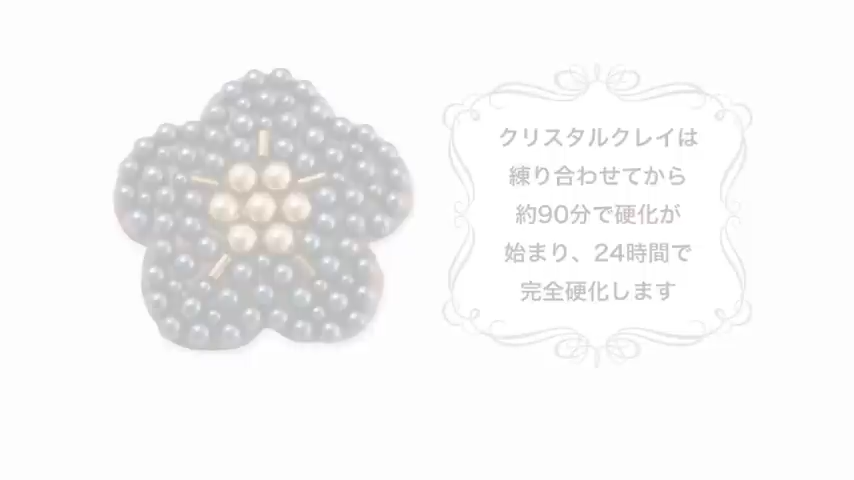 クリスタルクレイは
練り合わせてから
約90分で硬化が
始まり、24時間で
完全硬化します